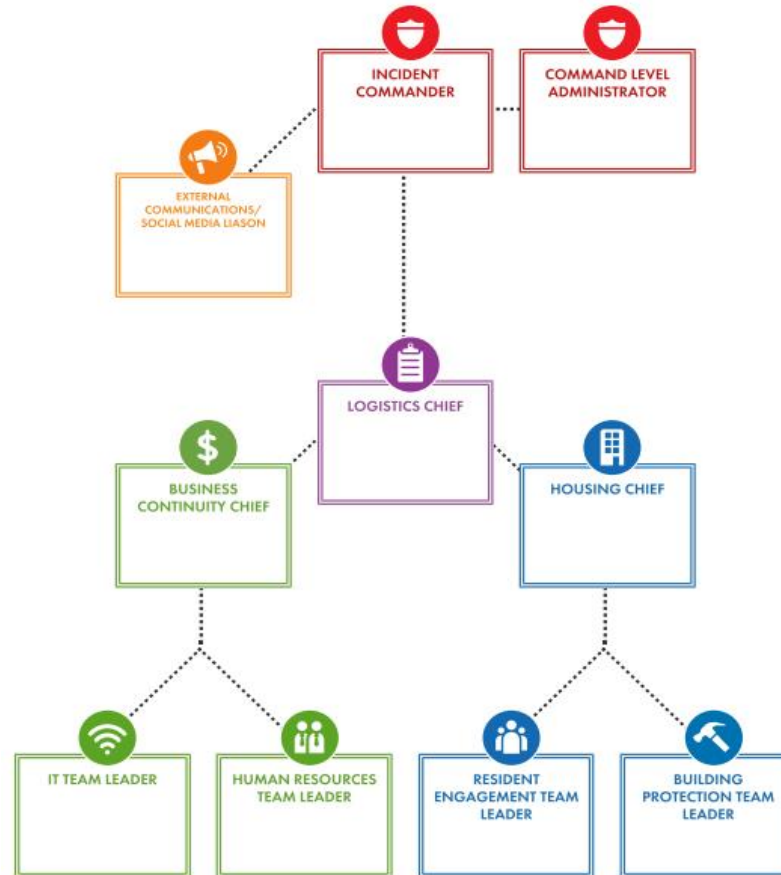 INCIDENT
COMMANDER
COMMAND LEVEL
ADMINISTRATOR
EXTERNAL
COMMUNICATIONS/
SOCIAL MEDIA LIASON
LOGISTICS CHIEF
BUSINESS
CONTINUITY CHIEF
HOUSING CHIEF
IT TEAM LEADER
HUMAN RESOURCES
TEAM LEADER
RESIDENT
ENGAGEMENT TEAM
LEADER
BUILDING
PROTECTION TEAM
LEADER